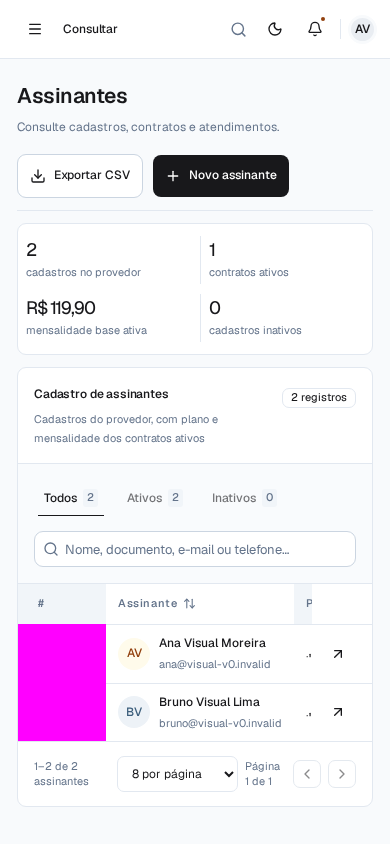 Consultar
AV
Assinantes
Consulte cadastros, contratos e atendimentos.
Exportar CSV
Novo assinante
2
cadastros no provedor
1
contratos ativos
R$ 119,90
mensalidade base ativa
0
cadastros inativos
Cadastro de assinantes
Cadastros do provedor, com plano e
mensalidade dos contratos ativos
2 registros
Todos 2
Ativos 2
Inativos 0
Nome, documento, e-mail ou telefone...
#
Assinante
AV
Ana Visual Moreira
ana@visual-v0.invalid
BV
Bruno Visual Lima
bruno@visual-v0.invalid
1–2 de 2
assinantes
8 por página
Página
1 de 1